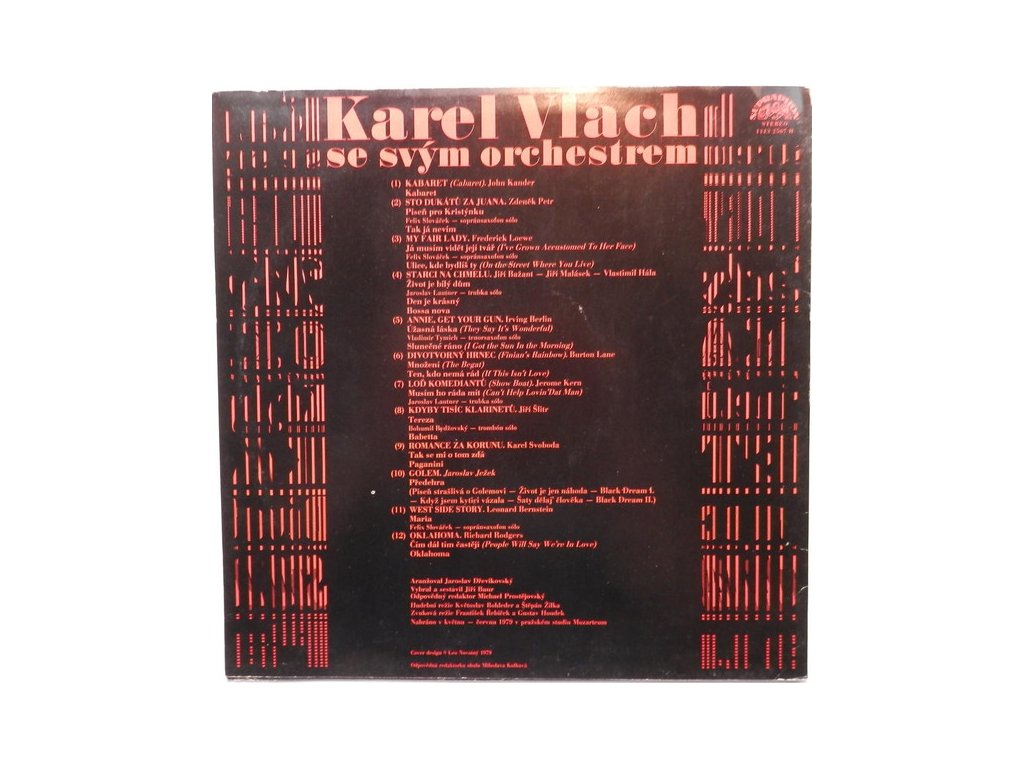 Karel Vlach
se svým orchestrem
SUPRAPHON
STEREO
1113 2567 H
(1) KABARET (Cabaret). John Kander
Kabaret
(2) STO DUKÁTŮ ZA JUANA. Zdeněk Petr
Píseň pro Kristýnku
Felix Slováček — sopránsaxofon sólo
Tak já nevím
(3) MY FAIR LADY. Frederick Loewe
Já musím vidět její tvář (I've Grown Accustomed To Her Face)
Felix Slováček — sopránsaxofon sólo
Ulice, kde bydlíš ty (On the Street Where You Live)
(4) STARCI NA CHMELU. Jiří Bažant — Jiří Malásek — Vlastimil Hála
Život je bílý dům
Jaroslav Lautner — trubka sólo
Den je krásný
Bossa nova
(5) ANNIE, GET YOUR GUN. Irving Berlin
Úžasná láska (They Say It's Wonderful)
Vladimír Tymich — tenorsaxofon sólo
Slunečné ráno (I Got the Sun in the Morning)
(6) DIVOTVORNÝ HRNEC (Finian's Rainbow). Burton Lane
Množení (The Begat)
Ten, kdo nemá rád (If This Isn't Love)
(7) LOĎ KOMEDIANTŮ (Show Boat). Jerome Kern
Musím ho ráda mít (Can't Help Lovin'Dat Man)
Jaroslav Lautner — trubka sólo
(8) KDYBY TISÍC KLARINETŮ. Jiří Šlitr
Tereza
Bohumil Będžovský — trombón sólo
Babetta
(9) ROMANCE ZA KORUNU. Karel Svoboda
Tak se mi o tom zdá
Paganini
(10) GOLEM. Jaroslav Ježek
Předehra
(Píseň strašlivá o Golemovi — Život je jen náhoda — Black Dream I.
— Když jsem kytici vázala — Šaty dělaj' člověka — Black Dream II.)
(11) WEST SIDE STORY. Leonard Bernstein
Maria
Felix Slováček — sopránsaxofon sólo
(12) OKLAHOMA. Richard Rodgers
Čím dál tím častěji (People Will Say We're In Love)
Oklahoma
Aranžoval Jaroslav Dřevikovský
Vybral a sestavil Jiří Baur
Odpovědný redaktor Michael Prostějovský
Hudební režie Květoslav Rohleder a Štěpán Žilka
Zvuková režie František Řebíček a Gustav Houdek
Nahráno v květnu — červnu 1979 v pražském studiu Mozarteum
Cover design © Leo Novotný 1979
Odpovědná redaktorka obalu Miloslava Kafková